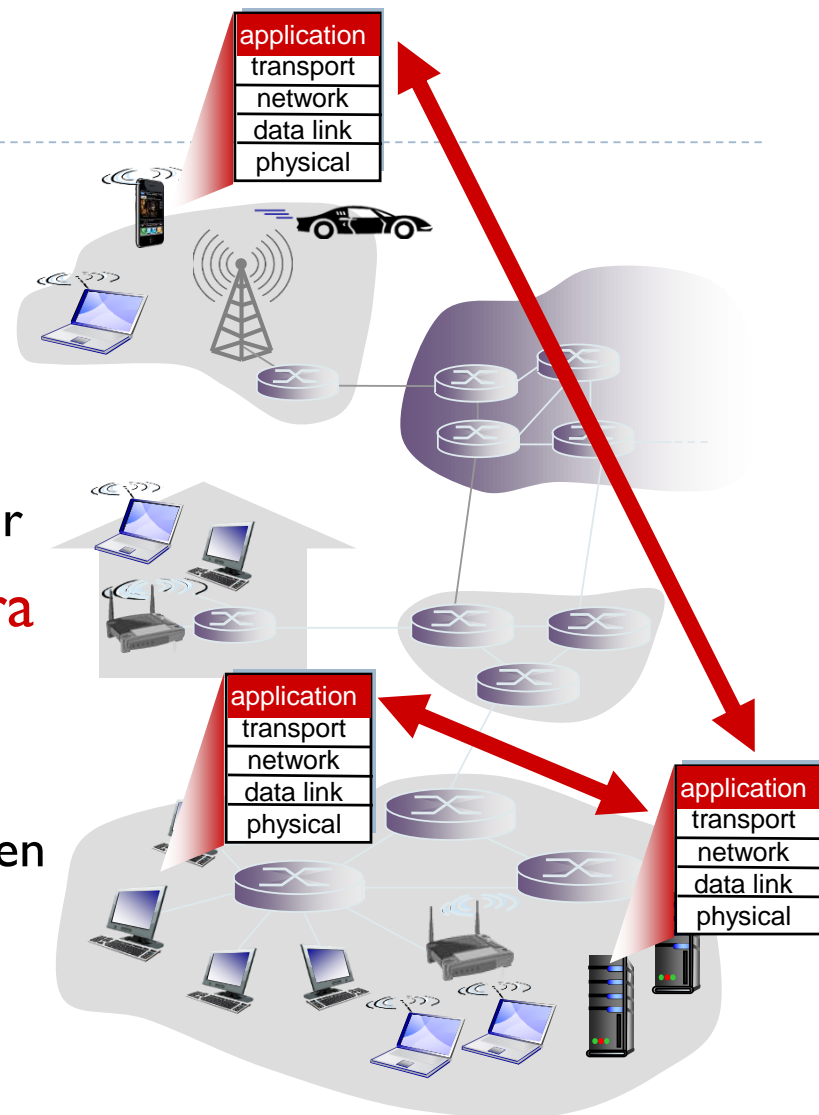 application
transport
network
data link
physical
r
ra
application
transport
network
data link
physical
en
application
transport
network
data link
physical